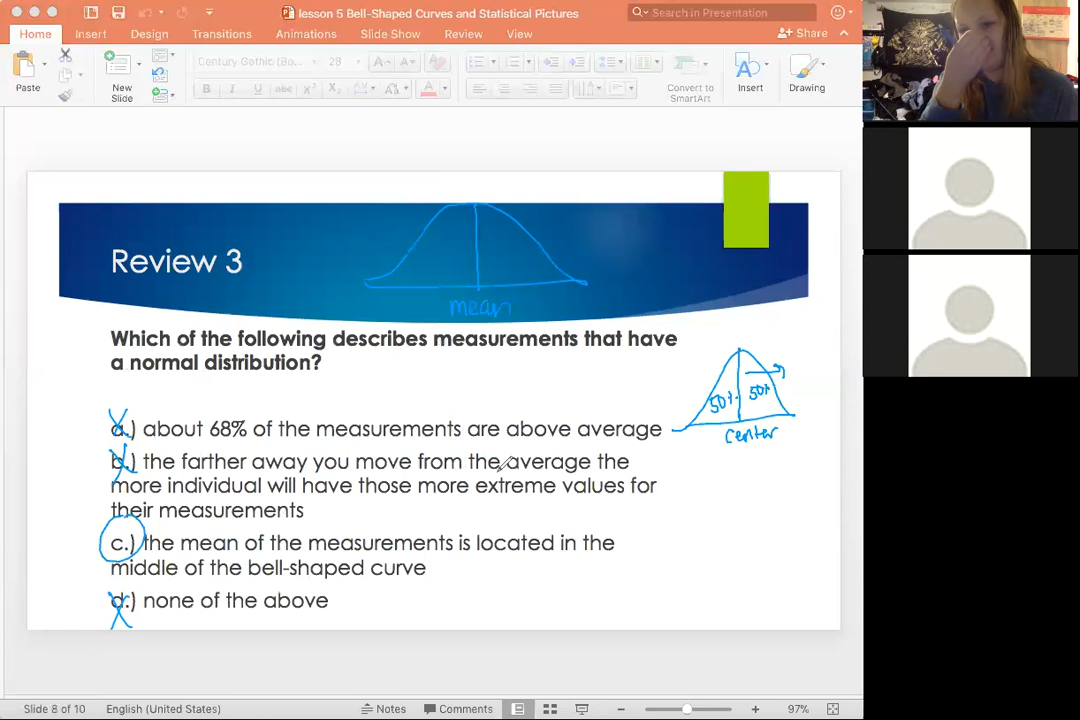 lesson 5 Bell-Shaped Curves and Statistical Pictures
Search in Presentation
Home Insert Design Transitions Animations Slide Show Review View
Share
Paste
New Slide
Century Gothic (Bo... 28
Convert to SmartArt
Insert
Drawing
Review 3
mean
Which of the following describes measurements that have
a normal distribution?
50% 50%
center
a.) about 68% of the measurements are above average
b.) the farther away you move from the average the
more individual will have those more extreme values for
their measurements
c.) the mean of the measurements is located in the
middle of the bell-shaped curve
d.) none of the above
Slide 8 of 10 English (United States) Notes Comments 97%